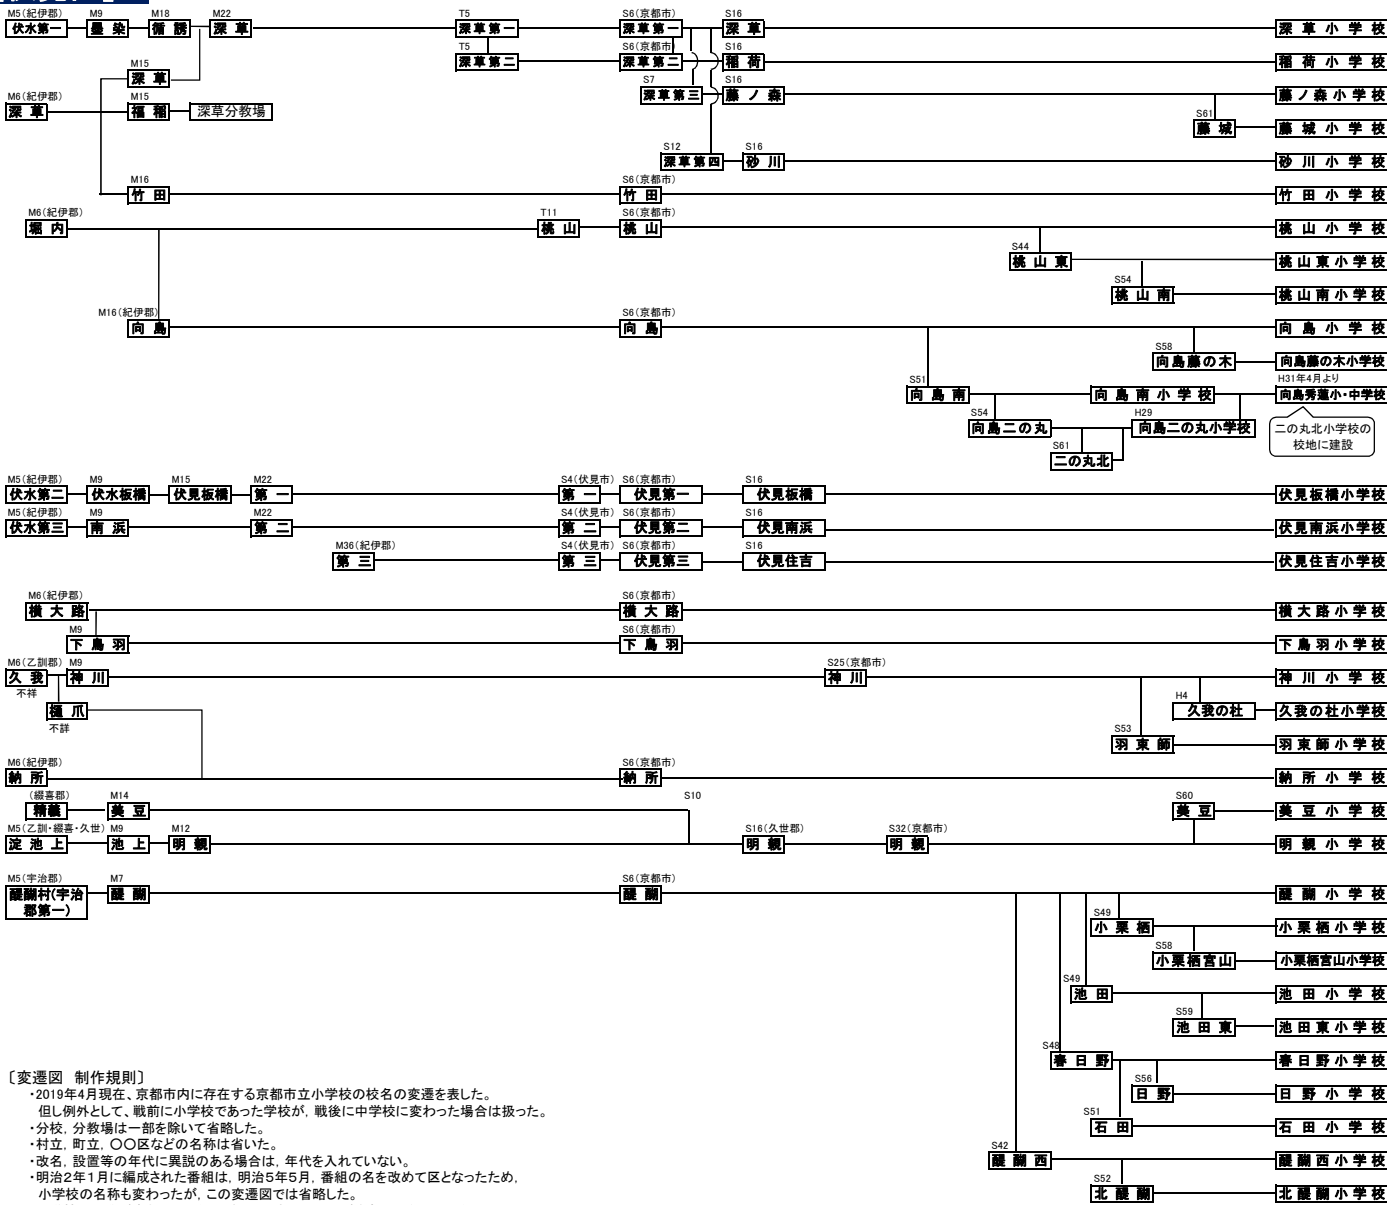 M5(紀伊郡) M9 M18 M22 T5 S6(京都市) S16
伏水第一 墨染 循誘 深草 深草第一 深草第一 深草 深草小学校
T5 S6(京都市) S16
深草第二 深草第二 稲荷 稲荷小学校
M15 S7 S16
深草 深草第三 藤ノ森 藤ノ森小学校
M6(紀伊郡) M15 S61
深草 福稲 深草分教場 藤城 藤城小学校
S12 S16
深草第四 砂川 砂川小学校
M16 S6(京都市)
竹田 竹田 竹田小学校
M6(紀伊郡) T11 S6(京都市)
堀内 桃山 桃山 桃山小学校
S44
桃山東 桃山東小学校
S54
桃山南 桃山南小学校
M16(紀伊郡) S6(京都市)
向島 向島 向島小学校
S58
向島藤の木 向島藤の木小学校
S51 H31年4月より
向島南 向島南小学校 向島秀蓮小・中学校
S54 H29
向島二の丸 向島二の丸小学校
二の丸北小学校の
校地に建設
S61
二の丸北
M5(紀伊郡) M9 M15 M22 S4(伏見市) S6(京都市) S16
伏水第二 伏水板橋 伏見板橋 第一 第一 伏見第一 伏見板橋 伏見板橋小学校
M5(紀伊郡) M9 M22 S4(伏見市) S6(京都市) S16
伏水第三 南浜 第二 第二 伏見第二 伏見南浜 伏見南浜小学校
M36(紀伊郡) S4(伏見市) S6(京都市) S16
第三 第三 伏見第三 伏見住吉 伏見住吉小学校
M6(紀伊郡) S6(京都市)
横大路 横大路 横大路小学校
M9 S6(京都市)
下鳥羽 下鳥羽 下鳥羽小学校
M6(乙訓郡) M9 S25(京都市)
久我 神川 神川 神川小学校
不祥 H4
樋爪 久我の杜 久我の杜小学校
不詳 S53
羽束師 羽束師小学校
M6(紀伊郡) S6(京都市)
納所 納所 納所小学校
(綴喜郡) M14 S10 S60
精義 美豆 美豆 美豆小学校
M5(乙訓・綴喜・久世) M9 M12 S16(久世郡) S32(京都市)
淀池上 池上 明親 明親 明親 明親小学校
M5(宇治郡) M7 S6(京都市)
醍醐村(宇治
郡第一) 醍醐 醍醐 醍醐小学校
S49
小栗栖 小栗栖小学校
S58
小栗栖宮山 小栗栖宮山小学校
S49
池田 池田小学校
S59
池田東 池田東小学校
S48
春日野 春日野小学校
S56
日野 日野小学校
S51
石田 石田小学校
S42
醍醐西 醍醐西小学校
S52
北醍醐 北醍醐小学校
〔変遷図 制作規則〕
・2019年4月現在、京都市内に存在する京都市立小学校の校名の変遷を表した。
但し例外として、戦前に小学校であった学校が，戦後に中学校に変わった場合は扱った。
・分校，分教場は一部を除いて省略した。
・村立，町立，〇〇区などの名称は省いた。
・改名，設置等の年代に異説のある場合は，年代を入れていない。
・明治２年１月に編成された番組は，明治５年５月，番組の名を改めて区となったため，
小学校の名称も変わったが，この変遷図では省略した。